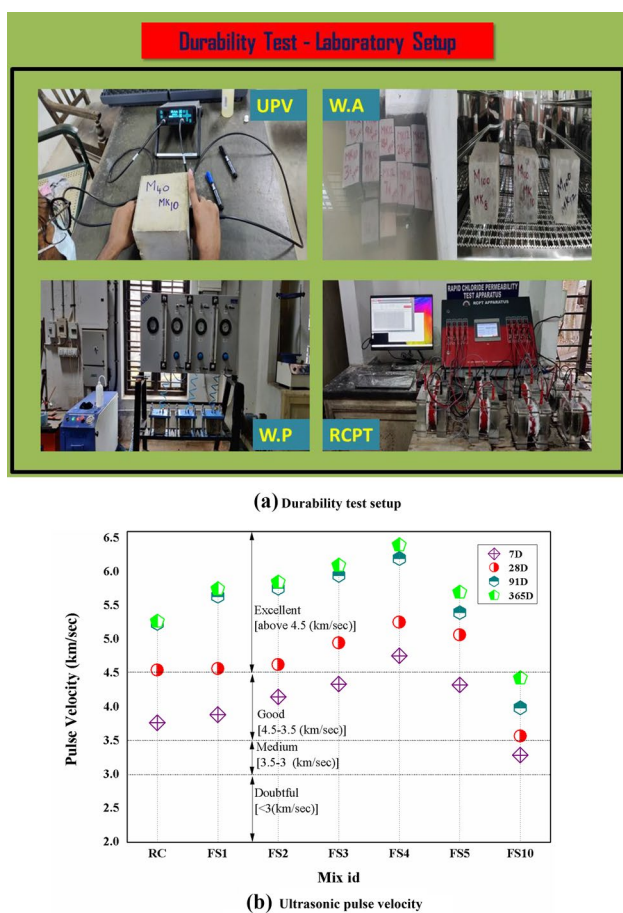 Durability Test - Laboratory Setup
UPV
M40
MK10
W.A
W.P
RAPID CHLORIDE PERMEABILITY
TEST APPARATUS
RCPT APPARATUS
RCPT
(a) Durability test setup
Pulse Velocity (km/sec)
6.5
6.0
5.5
5.0
4.5
4.0
3.5
3.0
2.5
2.0
Excellent
[above 4.5 (km/sec)]
Good
[4.5-3.5 (km/sec)]
Medium
[3.5-3 (km/sec)]
Doubtful
[<3(km/sec)]
7D
28D
91D
365D
RC FS1 FS2 FS3 FS4 FS5 FS10
Mix id
(b) Ultrasonic pulse velocity